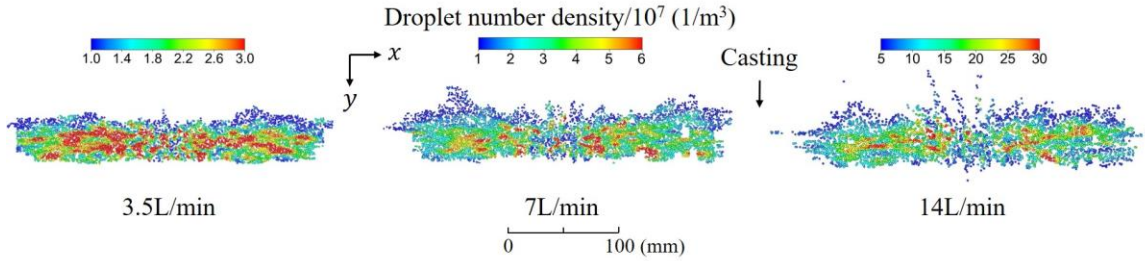 Droplet number density/10⁷ (1/m³)
1.0 1.4 1.8 2.2 2.6 3.0
x
y
1 2 3 4 5 6
Casting
5 10 15 20 25 30
3.5L/min
7L/min
14L/min
0 100 (mm)